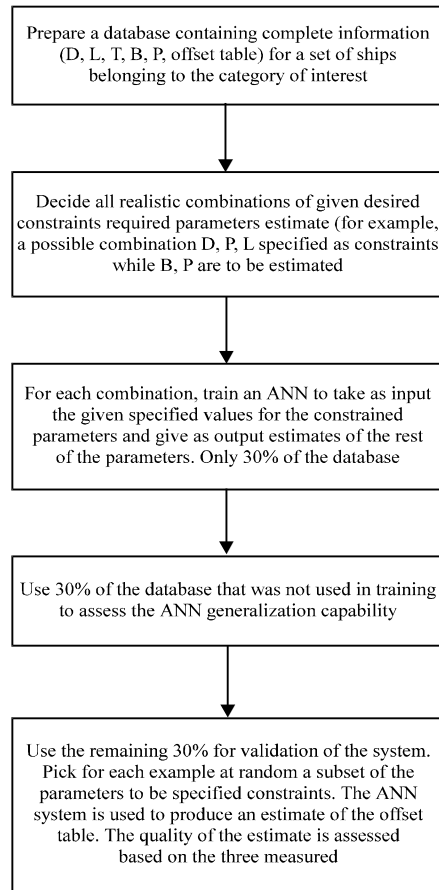 Prepare a database containing complete information
(D, L, T, B, P, offset table) for a set of ships
belonging to the category of interest
Decide all realistic combinations of given desired
constraints required parameters estimate (for example,
a possible combination D, P, L specified as constraints
while B, P are to be estimated
For each combination, train an ANN to take as input
the given specified values for the constrained
parameters and give as output estimates of the rest
of the parameters. Only 30% of the database
Use 30% of the database that was not used in training
to assess the ANN generalization capability
Use the remaining 30% for validation of the system.
Pick for each example at random a subset of the
parameters to be specified constraints. The ANN
system is used to produce an estimate of the offset
table. The quality of the estimate is assessed
based on the three measured